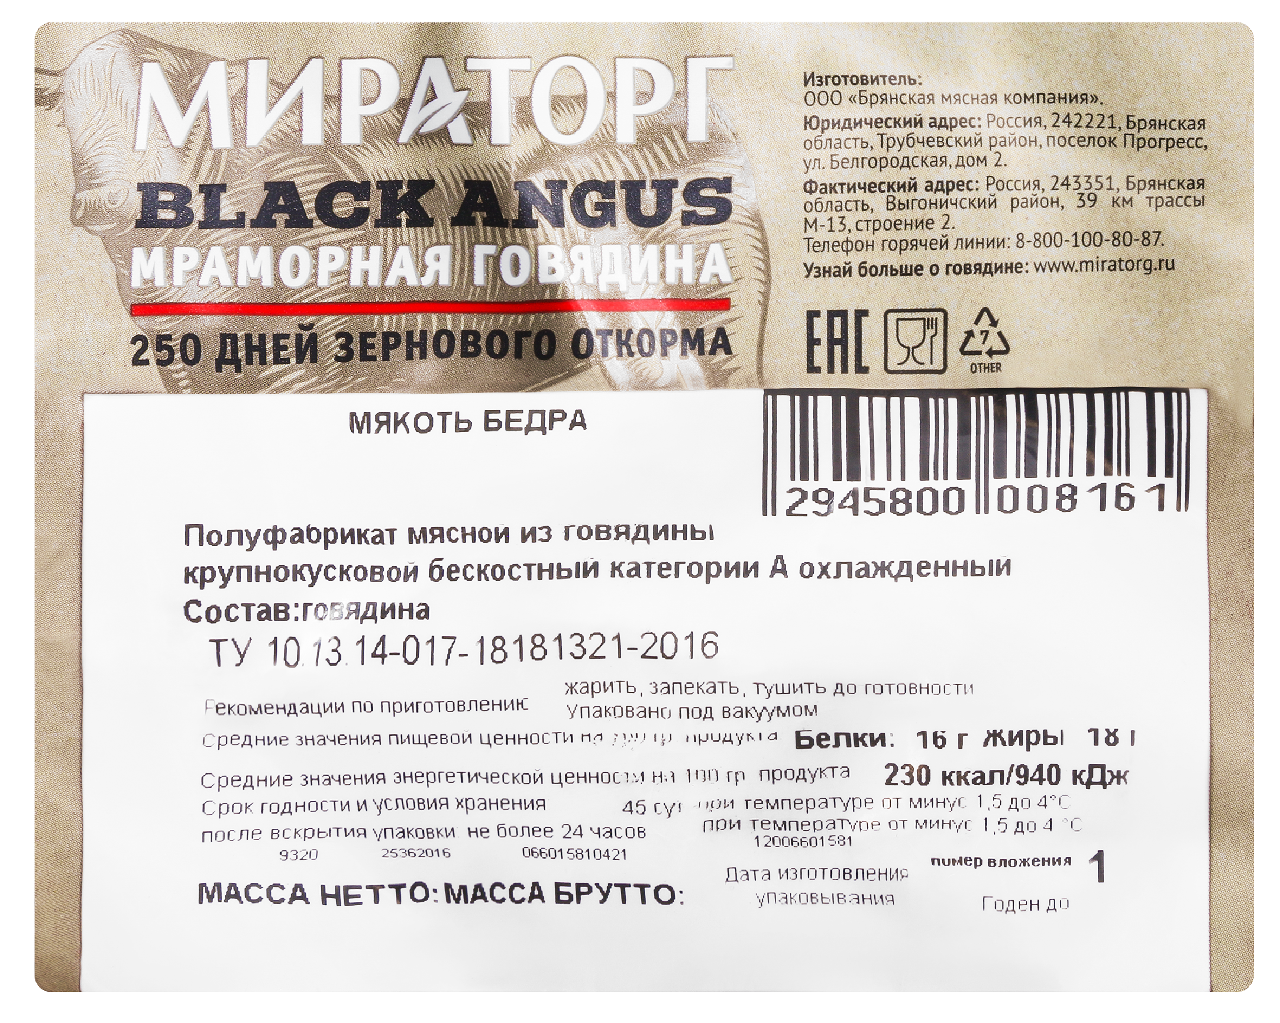 МИРАТОРГ
BLACK ANGUS
МРАМОРНАЯ ГОВЯДИНА
250 ДНЕЙ ЗЕРНОВОГО ОТКОРМА
Изготовитель:
ООО «Брянская мясная компания».
Юридический адрес: Россия, 242221, Брянская
область, Трубчевский район, поселок Прогресс,
ул. Белгородская, дом 2.
Фактический адрес: Россия, 243351, Брянская
область, Выгоничский район, 39 км трассы
М-13, строение 2.
Телефон горячей линии: 8-800-100-80-87.
Узнай больше о говядине: www.miratorg.ru
EAC
7
OTHER
МЯКОТЬ БЕДРА
2945800 008161
Полуфабрикат мясной из говядины
крупнокусковой бескостный категории А охлажденный
Состав:говядина
ТУ 10.13.14-017-18181321-2016
Рекомендации по приготовлению:
жарить, запекать, тушить до готовности
Упаковано под вакуумом
Средние значения пищевой ценности на 100 гр продукта Белки: 16 г Жиры 18 г
Средние значения энергетической ценности на 100 гр продукта 230 ккал/940 кДж
Срок годности и условия хранения 45 сут при температуре от минус 1,5 до 4°С
после вскрытия упаковки не более 24 часов при температуре от минус 1,5 до 4 °С
9320 25362016 066015810421 12006601581
Дата изготовления номер вложения 1
упаковывания Годен до
МАССА НЕТТО: МАССА БРУТТО: